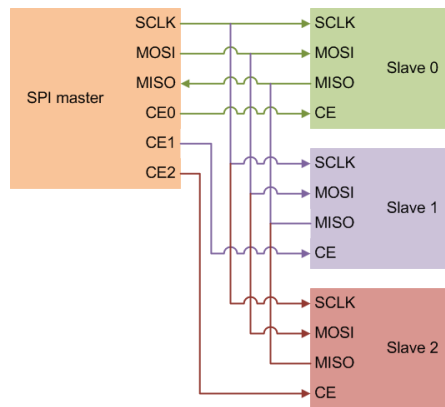 SPI master
SCLK
MOSI
MISO
CE0
CE1
CE2
SCLK
MOSI
MISO
CE
Slave 0
SCLK
MOSI
MISO
CE
Slave 1
SCLK
MOSI
MISO
CE
Slave 2